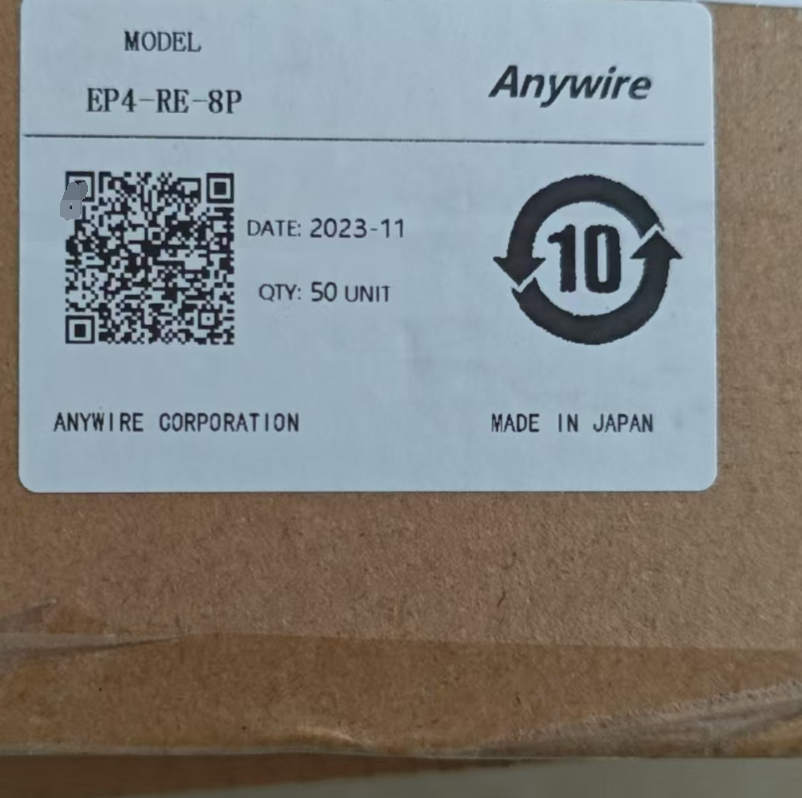 MODEL
EP4-RE-8P
Anywire
DATE: 2023-11
QTY: 50 UNIT
10
ANYWIRE CORPORATION
MADE IN JAPAN